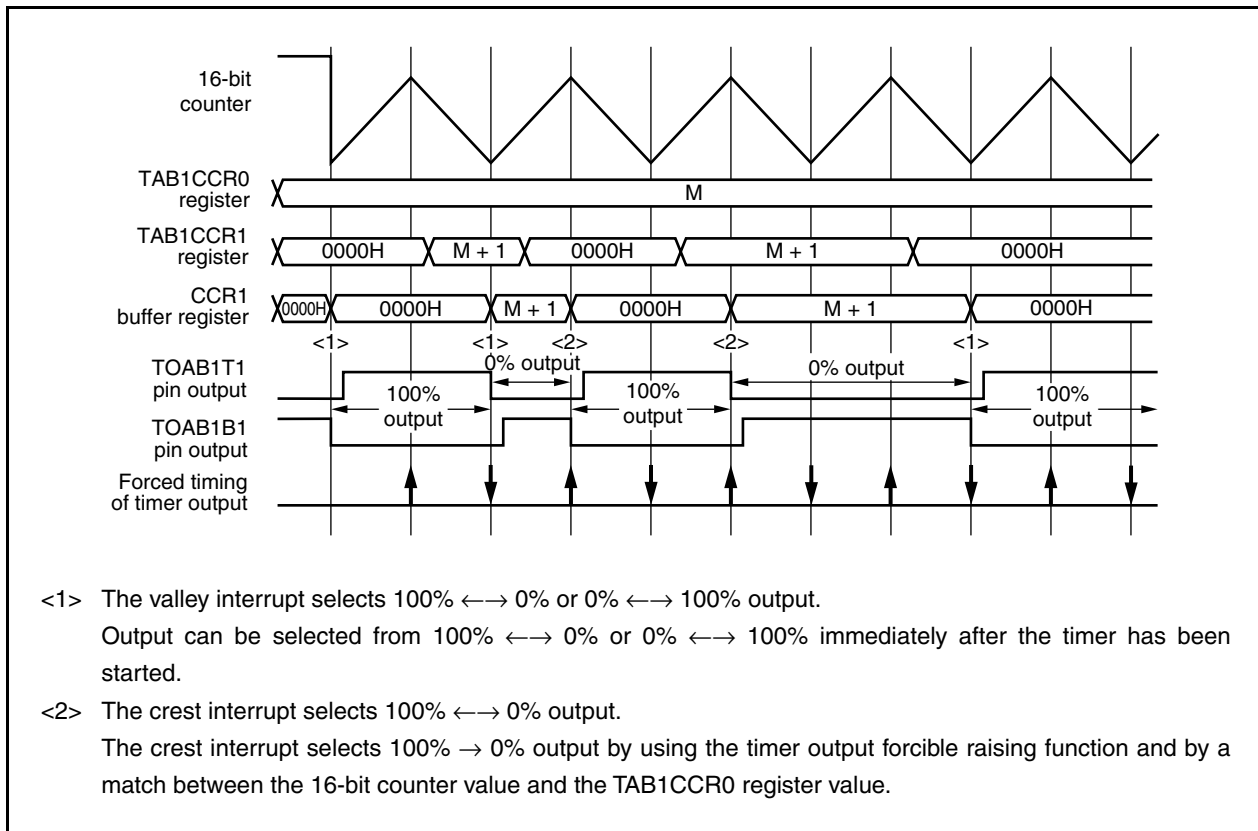 16-bit
counter
TAB1CCR0
register
M
TAB1CCR1
register
0000H
M + 1
0000H
M + 1
0000H
CCR1
buffer register
0000H
0000H
M + 1
0000H
M + 1
0000H
<1>
<1>
<2>
<2>
<1>
TOAB1T1
pin output
0% output
0% output
100%
output
100%
output
100%
output
TOAB1B1
pin output
Forced timing
of timer output
<1> The valley interrupt selects 100% ←→ 0% or 0% ←→ 100% output.
Output can be selected from 100% ←→ 0% or 0% ←→ 100% immediately after the timer has been
started.
<2> The crest interrupt selects 100% ←→ 0% output.
The crest interrupt selects 100% → 0% output by using the timer output forcible raising function and by a
match between the 16-bit counter value and the TAB1CCR0 register value.